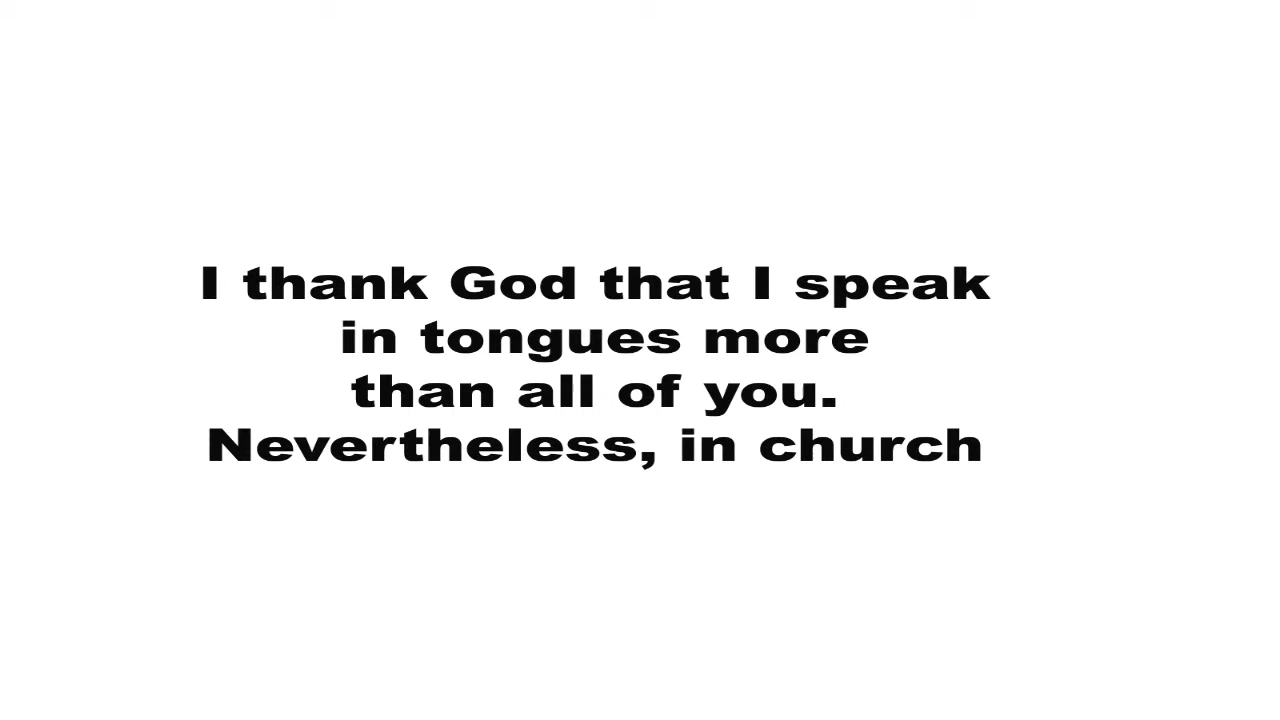 I thank God that I speak
in tongues more
than all of you.
Nevertheless, in church